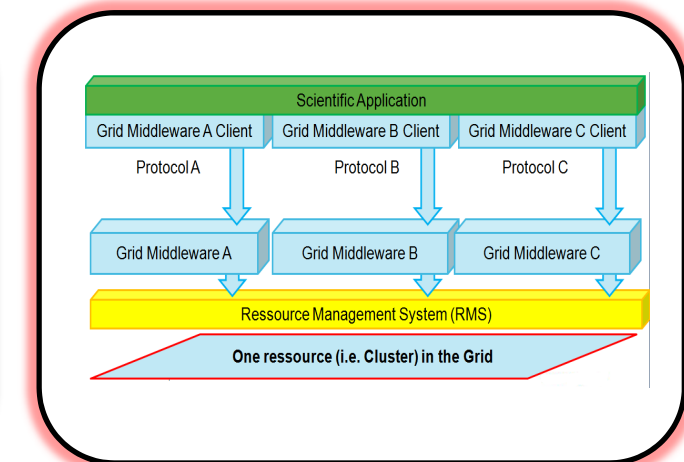 Scientific Application
Grid Middleware A Client Grid Middleware B Client Grid Middleware C Client
Protocol A Protocol B Protocol C
Grid Middleware A Grid Middleware B Grid Middleware C
Ressource Management System (RMS)
One ressource (i.e. Cluster) in the Grid